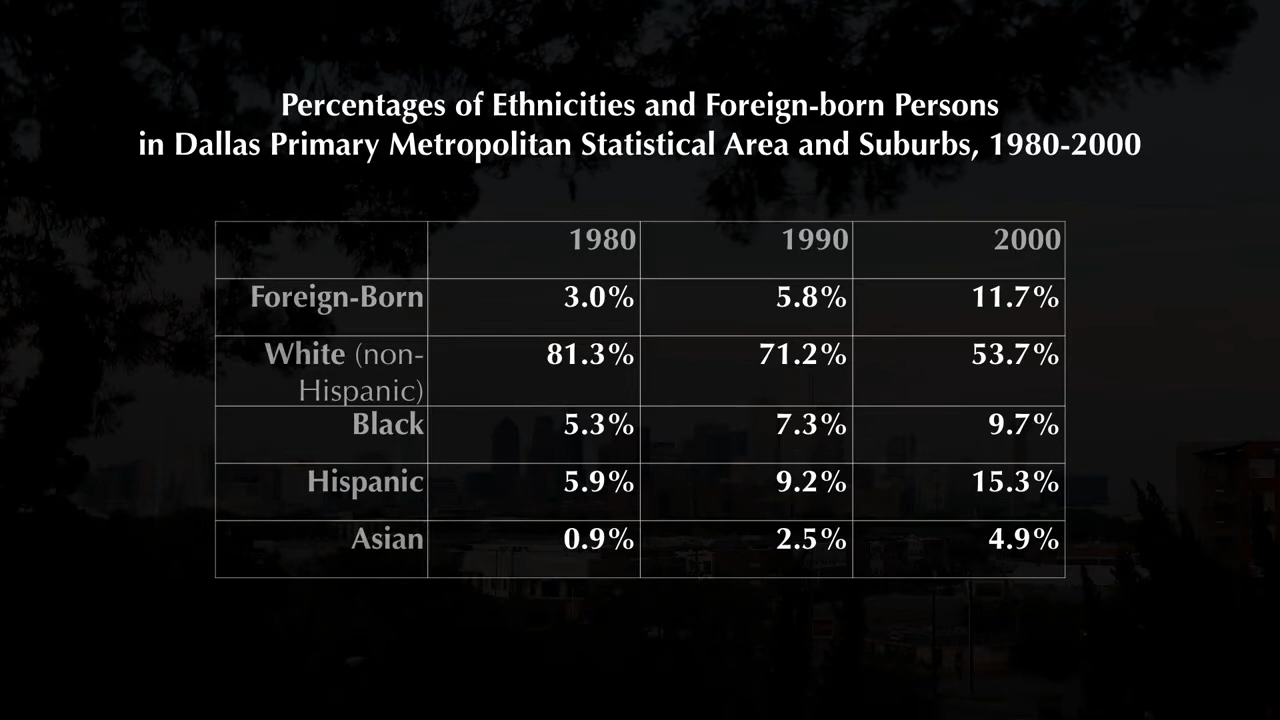 Percentages of Ethnicities and Foreign-born Persons
in Dallas Primary Metropolitan Statistical Area and Suburbs, 1980-2000
1980 1990 2000
Foreign-Born 3.0% 5.8% 11.7%
White (non- 81.3% 71.2% 53.7%
Hispanic)
Black 5.3% 7.3% 9.7%
Hispanic 5.9% 9.2% 15.3%
Asian 0.9% 2.5% 4.9%